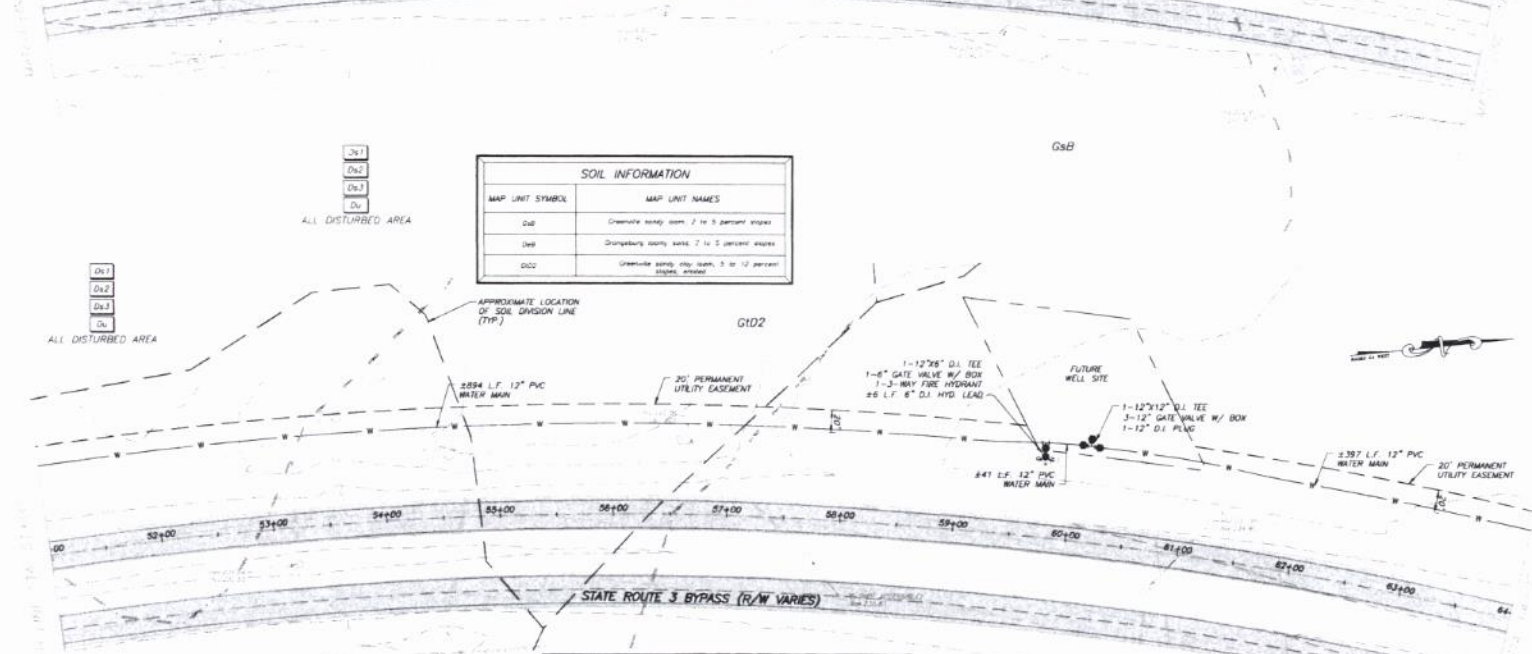 GsB
Ds1
Ds2
Ds3
Du
ALL DISTURBED AREA
SOIL INFORMATION
MAP UNIT SYMBOL MAP UNIT NAMES
GsB Greenville sandy loam, 2 to 5 percent slopes
OeB Orangeburg loamy sand, 2 to 5 percent slopes
GtD2 Greenville sandy clay loam, 5 to 12 percent
slopes, eroded
Ds1
Ds2
Ds3
Du
ALL DISTURBED AREA
APPROXIMATE LOCATION
OF SOIL DIVISION LINE
(TYP.)
GtD2
±894 L.F. 12" PVC
WATER MAIN
20' PERMANENT
UTILITY EASEMENT
1-12"X6" D.I. TEE
1-6" GATE VALVE W/ BOX
1-3-WAY FIRE HYDRANT
±6 L.F. 6" D.I. HYD. LEAD
FUTURE
WELL SITE
1-12"X12" D.I. TEE
3-12" GATE VALVE W/ BOX
1-12" D.I. PLUG
±41 L.F. 12" PVC
WATER MAIN
±397 L.F. 12" PVC
WATER MAIN
20' PERMANENT
UTILITY EASEMENT
20'
20'
W W W W W W W W W W W W W
00 52+00 53+00 54+00 55+00 56+00 57+00 58+00 59+00 60+00 61+00 62+00 63+00 64
STATE ROUTE 3 BYPASS (R/W VARIES)